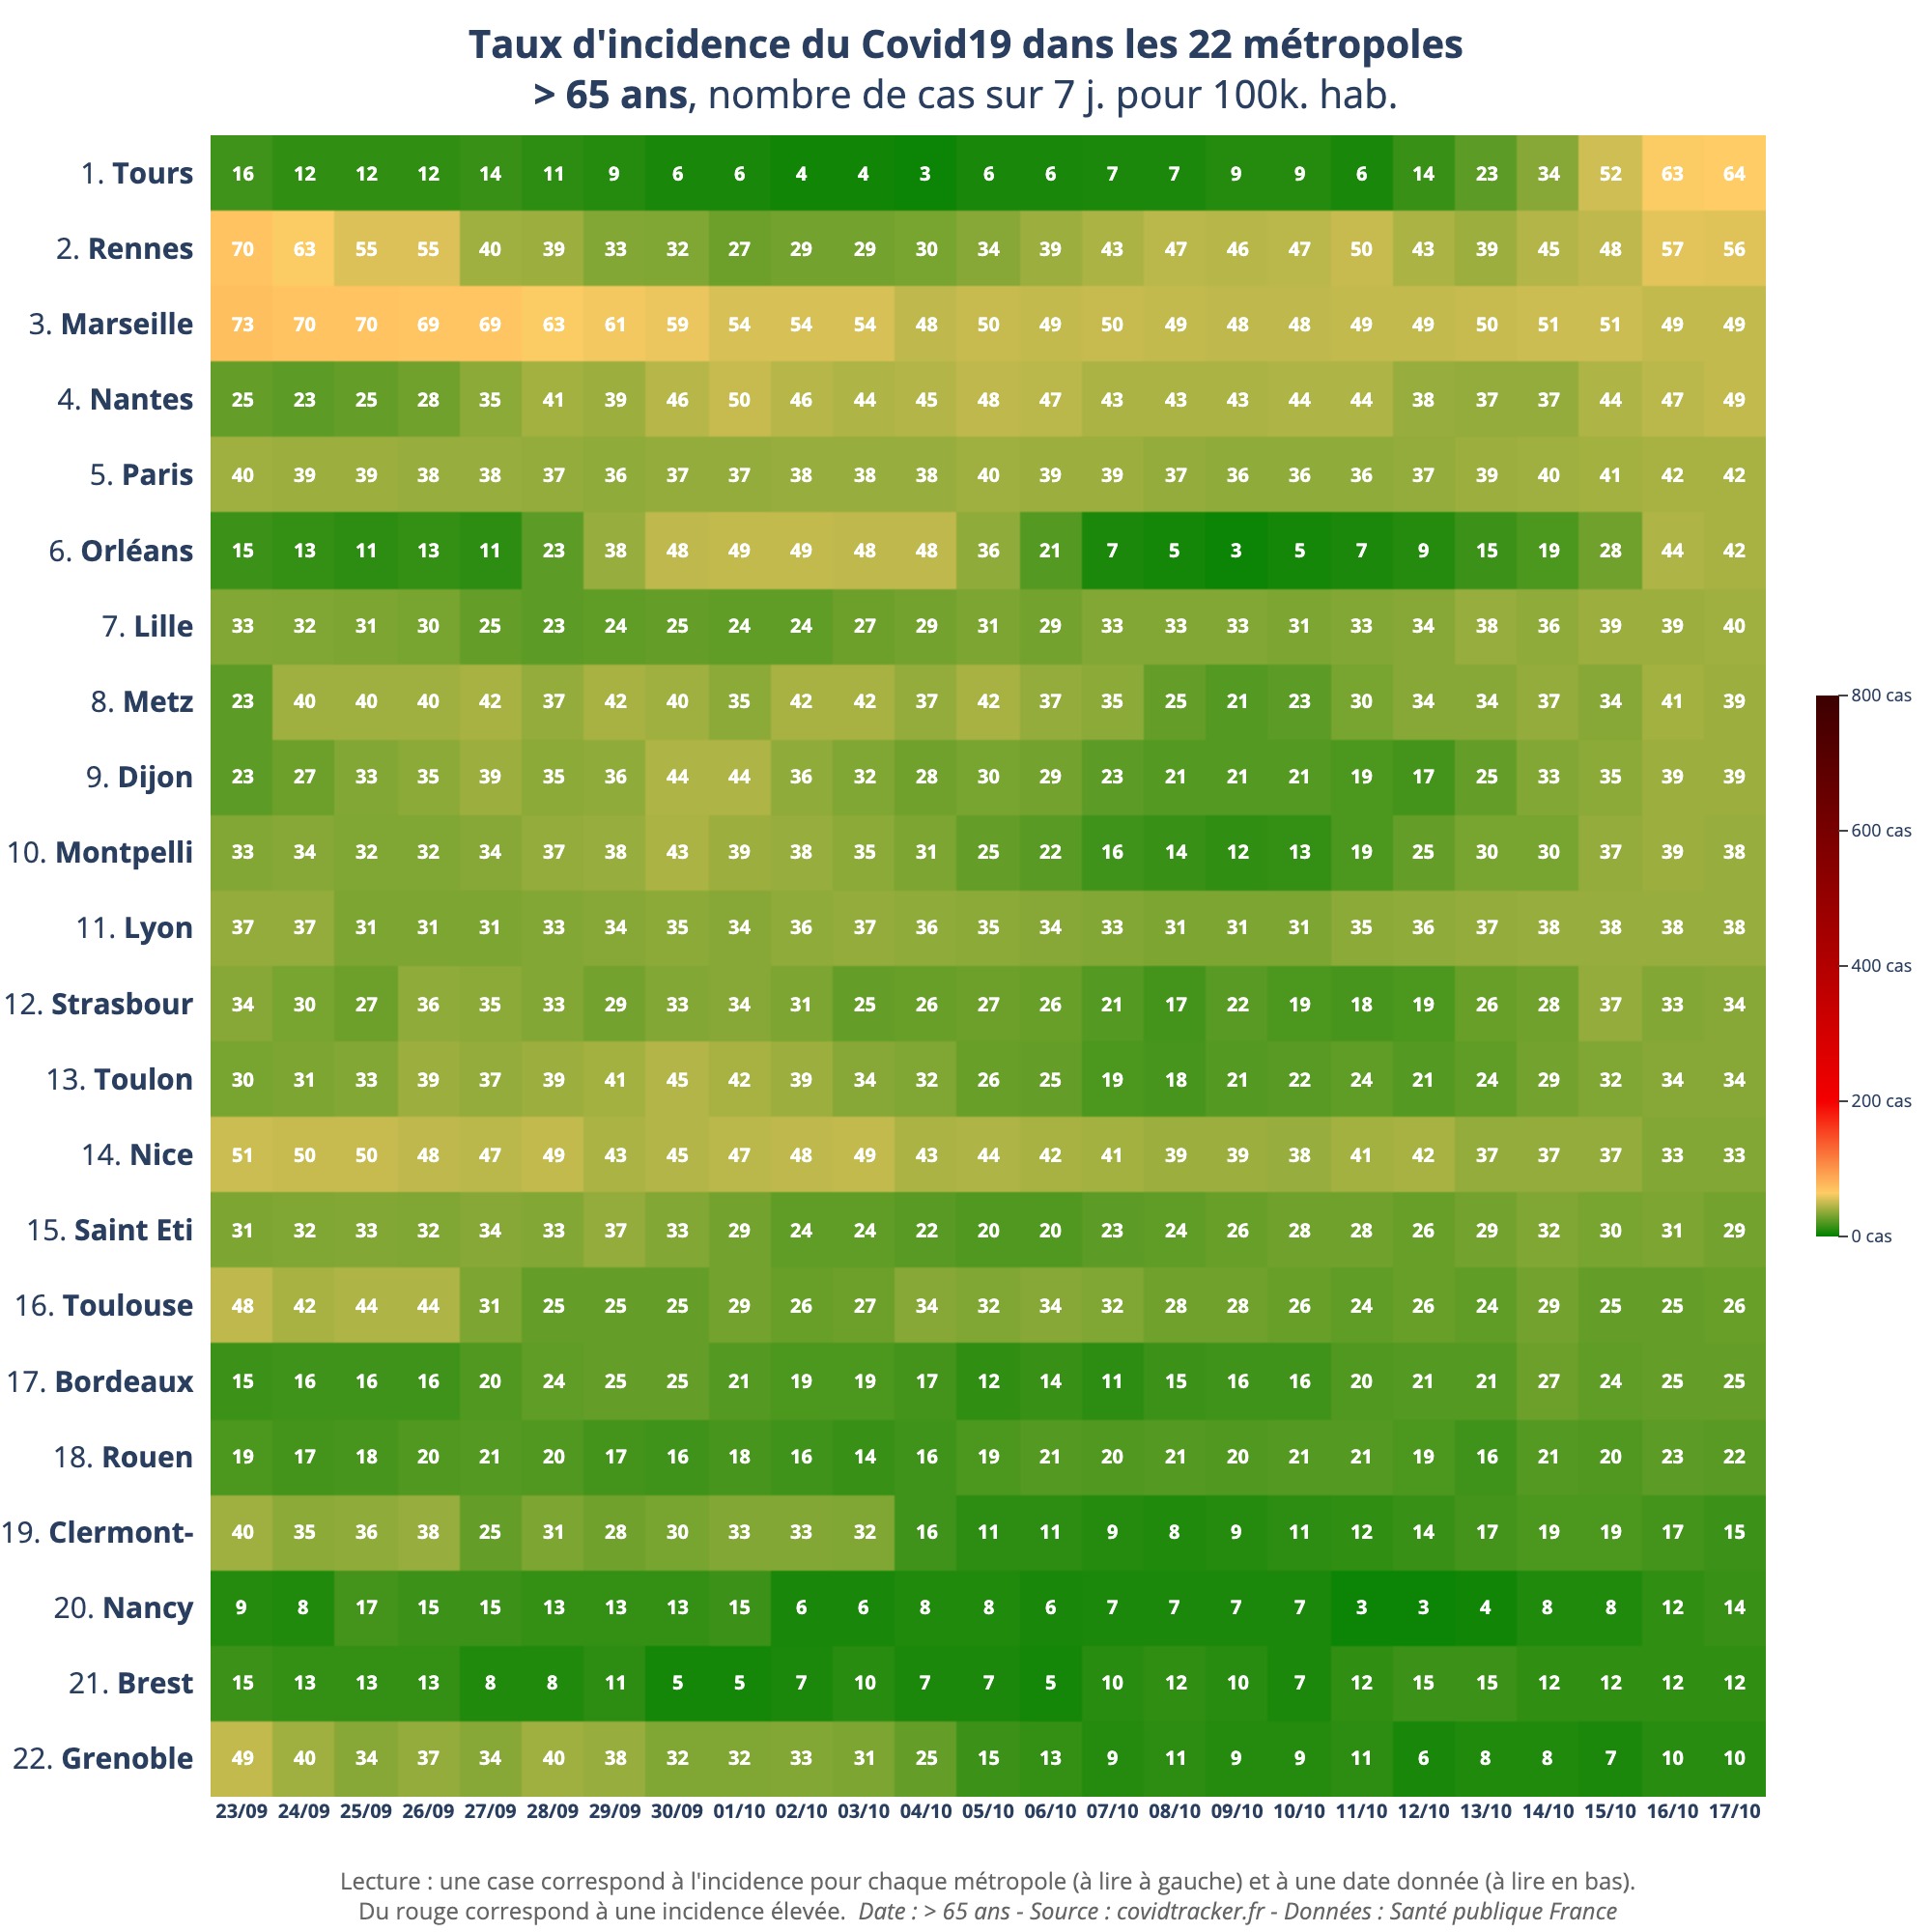 Taux d'incidence du Covid19 dans les 22 métropoles
> 65 ans, nombre de cas sur 7 j. pour 100k. hab.
1. Tours 16 12 12 12 14 11 9 6 6 4 4 3 6 6 7 7 9 9 6 14 23 34 52 63 64
2. Rennes 70 63 55 55 40 39 33 32 27 29 29 30 34 39 43 47 46 47 50 43 39 45 48 57 56
3. Marseille 73 70 70 69 69 63 61 59 54 54 54 48 50 49 50 49 48 48 49 49 50 51 51 49 49
4. Nantes 25 23 25 28 35 41 39 46 50 46 44 45 48 47 43 43 43 44 44 38 37 37 44 47 49
5. Paris 40 39 39 38 38 37 36 37 37 38 38 38 40 39 39 37 36 36 36 37 39 40 41 42 42
6. Orléans 15 13 11 13 11 23 38 48 49 49 48 48 36 21 7 5 3 5 7 9 15 19 28 44 42
7. Lille 33 32 31 30 25 23 24 25 24 24 27 29 31 29 33 33 33 31 33 34 38 36 39 39 40
8. Metz 23 40 40 40 42 37 42 40 35 42 42 37 42 37 35 25 21 23 30 34 34 37 34 41 39
9. Dijon 23 27 33 35 39 35 36 44 44 36 32 28 30 29 23 21 21 21 19 17 25 33 35 39 39
10. Montpelli 33 34 32 32 34 37 38 43 39 38 35 31 25 22 16 14 12 13 19 25 30 30 37 39 38
11. Lyon 37 37 31 31 31 33 34 35 34 36 37 36 35 34 33 31 31 31 35 36 37 38 38 38 38
12. Strasbour 34 30 27 36 35 33 29 33 34 31 25 26 27 26 21 17 22 19 18 19 26 28 37 33 34
13. Toulon 30 31 33 39 37 39 41 45 42 39 34 32 26 25 19 18 21 22 24 21 24 29 32 34 34
14. Nice 51 50 50 48 47 49 43 45 47 48 49 43 44 42 41 39 39 38 41 42 37 37 37 33 33
15. Saint Eti 31 32 33 32 34 33 37 33 29 24 24 22 20 20 23 24 26 28 28 26 29 32 30 31 29
16. Toulouse 48 42 44 44 31 25 25 25 29 26 27 34 32 34 32 28 28 26 24 26 24 29 25 25 26
17. Bordeaux 15 16 16 16 20 24 25 25 21 19 19 17 12 14 11 15 16 16 20 21 21 27 24 25 25
18. Rouen 19 17 18 20 21 20 17 16 18 16 14 16 19 21 20 21 20 21 21 19 16 21 20 23 22
19. Clermont- 40 35 36 38 25 31 28 30 33 33 32 16 11 11 9 8 9 11 12 14 17 19 19 17 15
20. Nancy 9 8 17 15 15 13 13 13 15 6 6 8 8 6 7 7 7 7 3 3 4 8 8 12 14
21. Brest 15 13 13 13 8 8 11 5 5 7 10 7 7 5 10 12 10 7 12 15 15 12 12 12 12
22. Grenoble 49 40 34 37 34 40 38 32 32 33 31 25 15 13 9 11 9 9 11 6 8 8 7 10 10
23/09 24/09 25/09 26/09 27/09 28/09 29/09 30/09 01/10 02/10 03/10 04/10 05/10 06/10 07/10 08/10 09/10 10/10 11/10 12/10 13/10 14/10 15/10 16/10 17/10
800 cas
600 cas
400 cas
200 cas
0 cas
Lecture : une case correspond à l'incidence pour chaque métropole (à lire à gauche) et à une date donnée (à lire en bas).
Du rouge correspond à une incidence élevée. Date : > 65 ans - Source : covidtracker.fr - Données : Santé publique France